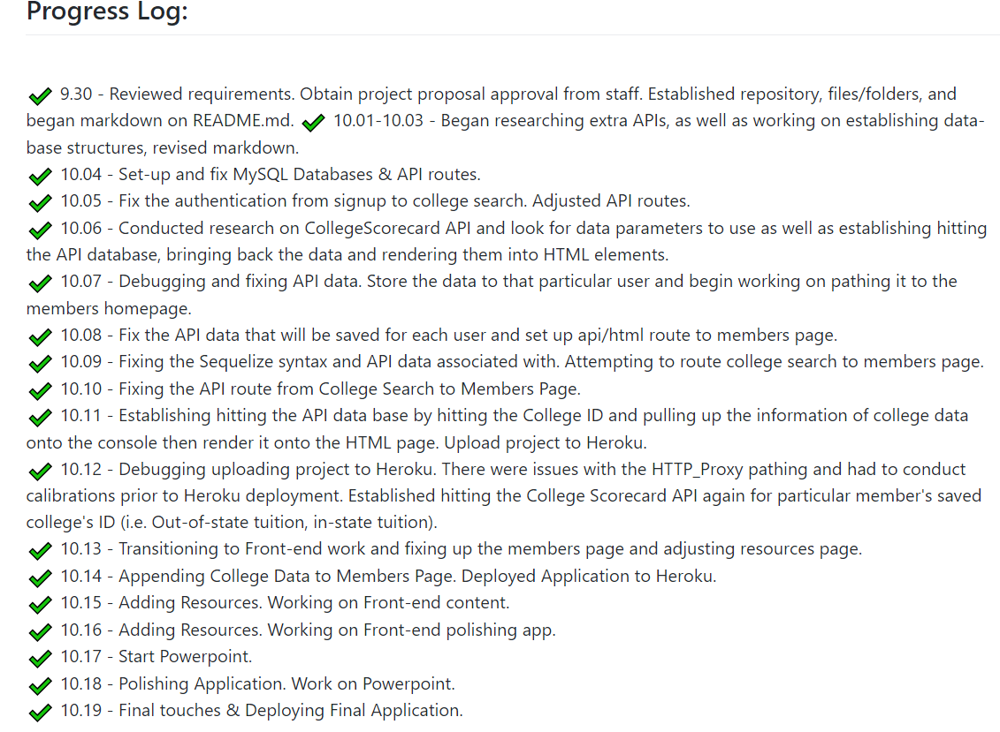 Progress Log:
✔ 9.30 - Reviewed requirements. Obtain project proposal approval from staff. Established repository, files/folders, and
began markdown on README.md. ✔ 10.01-10.03 - Began researching extra APIs, as well as working on establishing data-
base structures, revised markdown.
✔ 10.04 - Set-up and fix MySQL Databases & API routes.
✔ 10.05 - Fix the authentication from signup to college search. Adjusted API routes.
✔ 10.06 - Conducted research on CollegeScorecard API and look for data parameters to use as well as establishing hitting
the API database, bringing back the data and rendering them into HTML elements.
✔ 10.07 - Debugging and fixing API data. Store the data to that particular user and begin working on pathing it to the
members homepage.
✔ 10.08 - Fix the API data that will be saved for each user and set up api/html route to members page.
✔ 10.09 - Fixing the Sequelize syntax and API data associated with. Attempting to route college search to members page.
✔ 10.10 - Fixing the API route from College Search to Members Page.
✔ 10.11 - Establishing hitting the API data base by hitting the College ID and pulling up the information of college data
onto the console then render it onto the HTML page. Upload project to Heroku.
✔ 10.12 - Debugging uploading project to Heroku. There were issues with the HTTP_Proxy pathing and had to conduct
calibrations prior to Heroku deployment. Established hitting the College Scorecard API again for particular member's saved
college's ID (i.e. Out-of-state tuition, in-state tuition).
✔ 10.13 - Transitioning to Front-end work and fixing up the members page and adjusting resources page.
✔ 10.14 - Appending College Data to Members Page. Deployed Application to Heroku.
✔ 10.15 - Adding Resources. Working on Front-end content.
✔ 10.16 - Adding Resources. Working on Front-end polishing app.
✔ 10.17 - Start Powerpoint.
✔ 10.18 - Polishing Application. Work on Powerpoint.
✔ 10.19 - Final touches & Deploying Final Application.